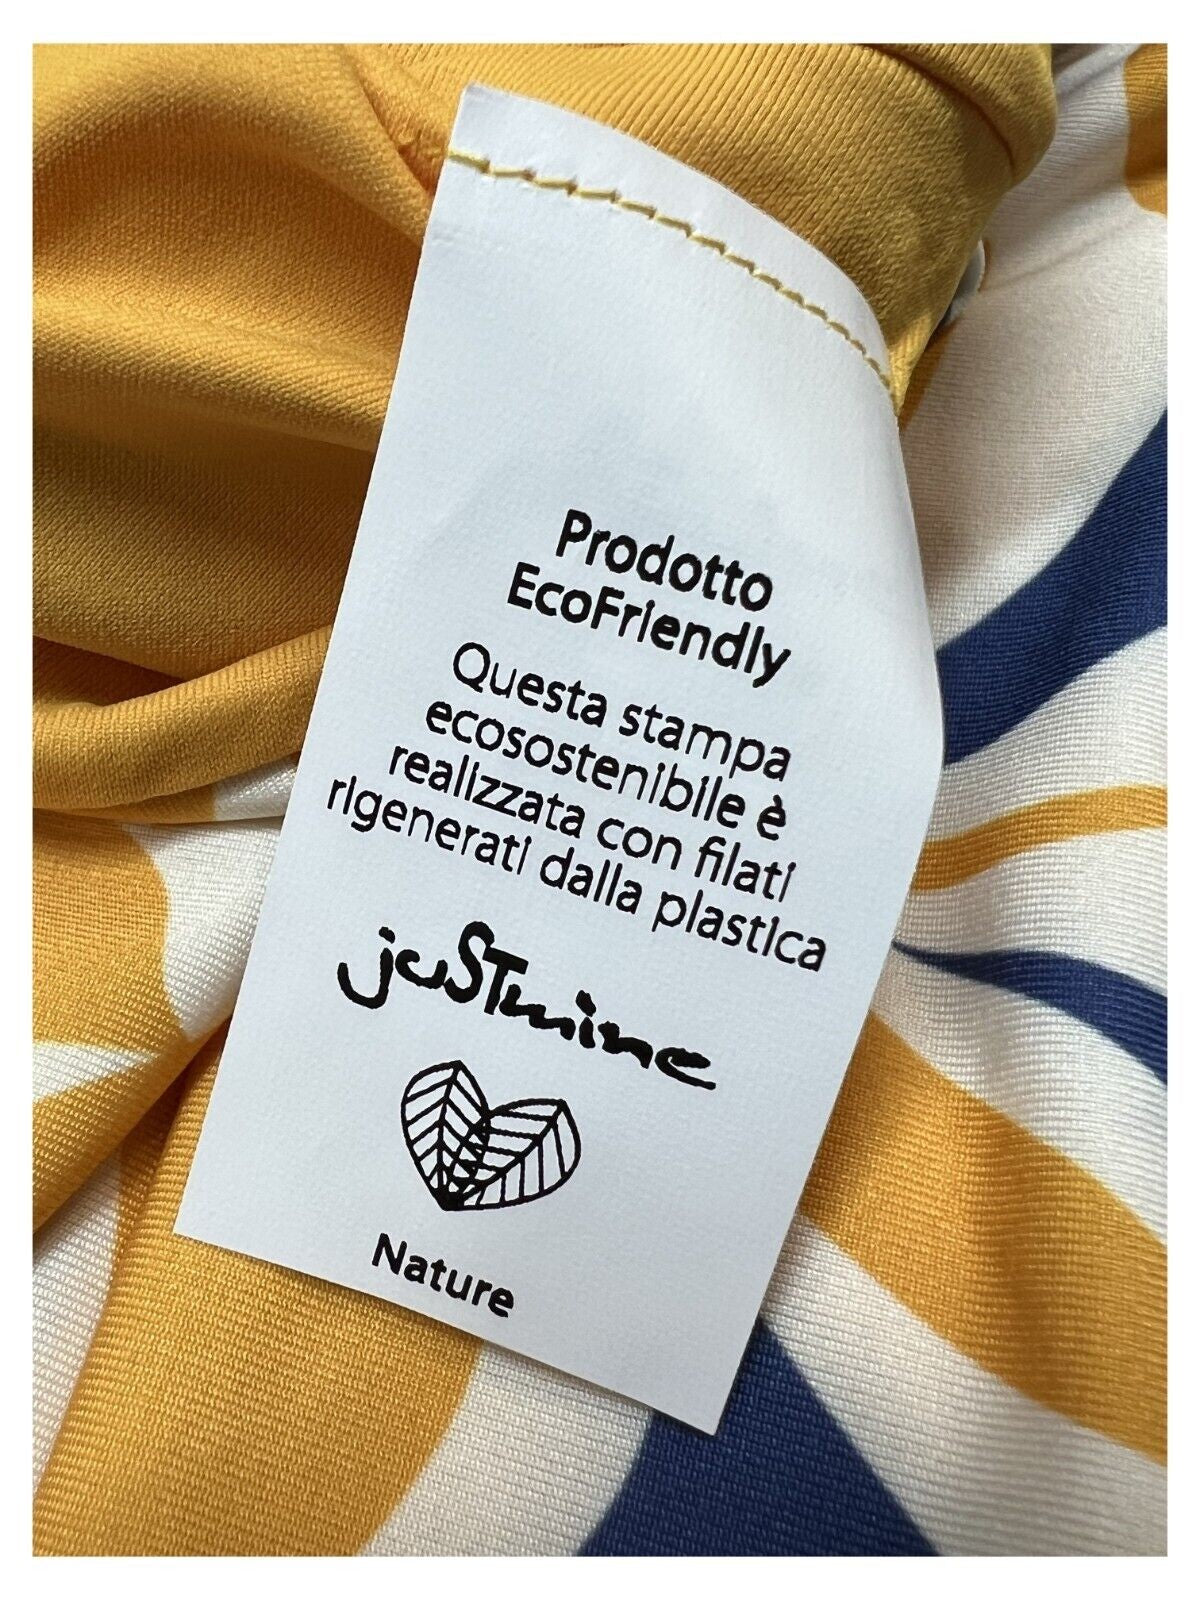 Prodotto
EcoFriendly
Questa stampa
ecosostenibile è
realizzata con filati
rigenerati dalla plastica
juSTmine
Nature